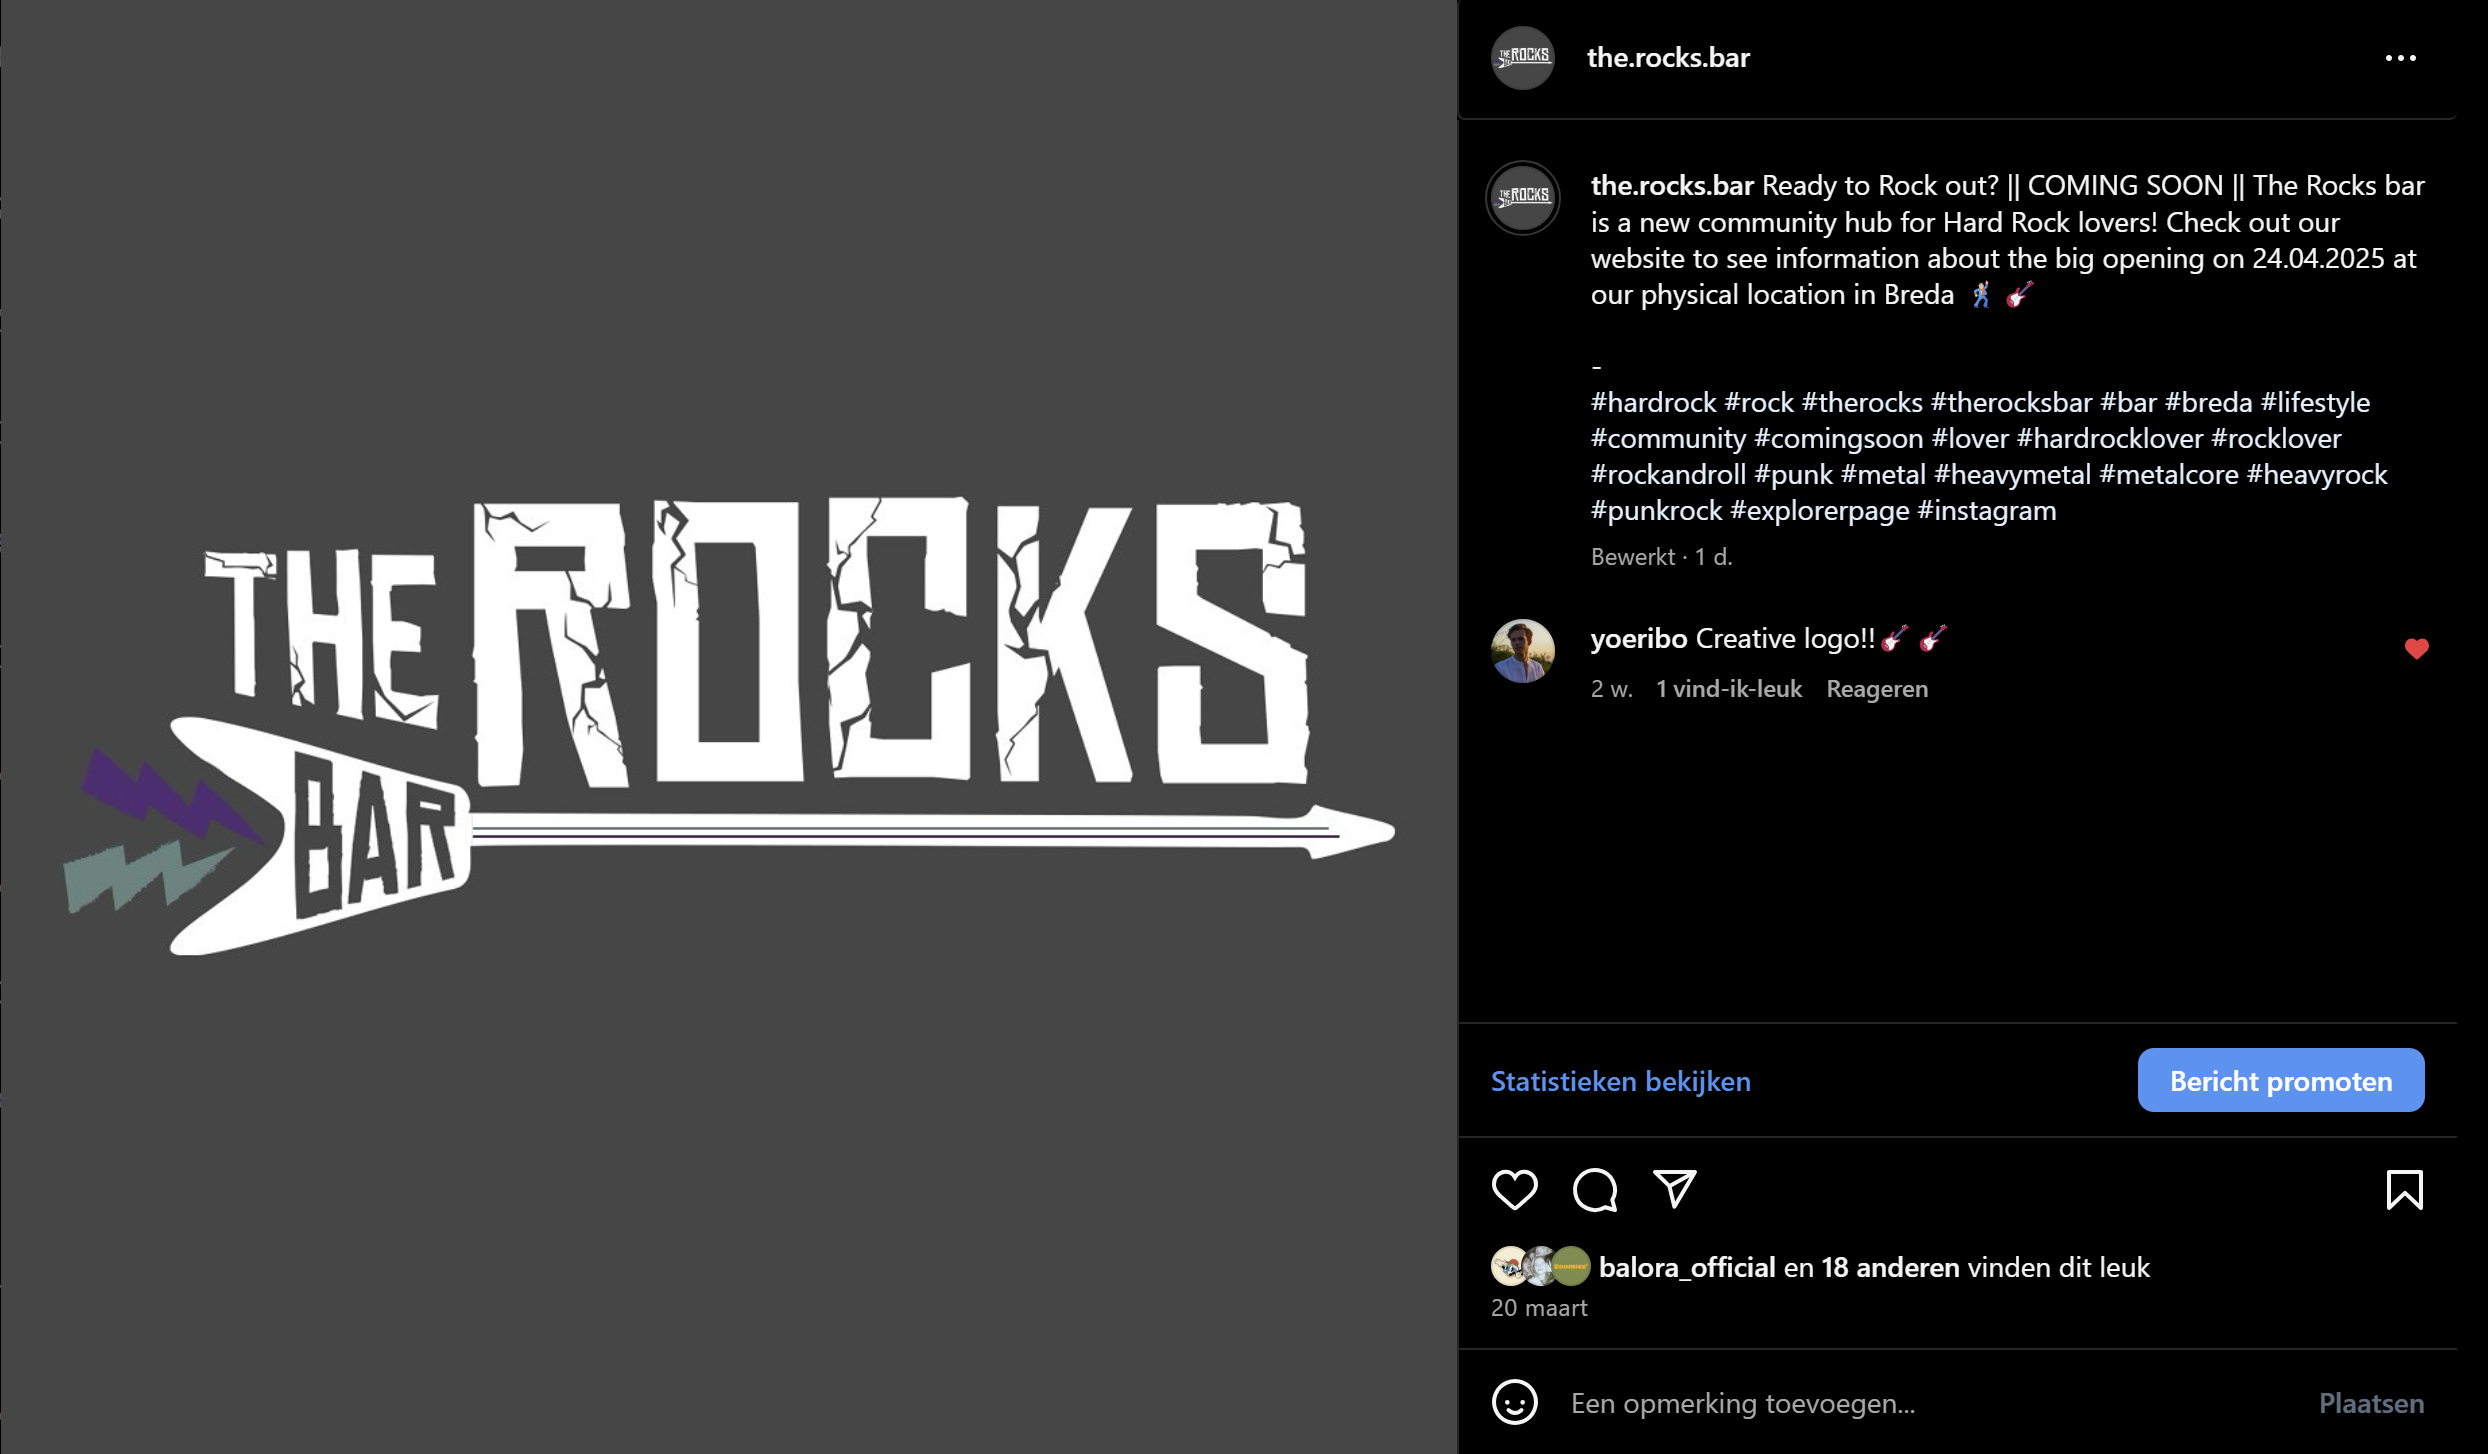 THE ROCKS
BAR
THE ROCKS
the.rocks.bar
THE ROCKS
the.rocks.bar Ready to Rock out? || COMING SOON || The Rocks bar
is a new community hub for Hard Rock lovers! Check out our
website to see information about the big opening on 24.04.2025 at
our physical location in Breda 🕺 🎸
-
#hardrock #rock #therocks #therocksbar #bar #breda #lifestyle
#community #comingsoon #lover #hardrocklover #rocklover
#rockandroll #punk #metal #heavymetal #metalcore #heavyrock
#punkrock #explorerpage #instagram
Bewerkt · 1 d.
yoeribo Creative logo!!🎸 🎸
2 w. 1 vind-ik-leuk Reageren
Statistieken bekijken
Bericht promoten
balora_official en 18 anderen vinden dit leuk
20 maart
Een opmerking toevoegen...
Plaatsen